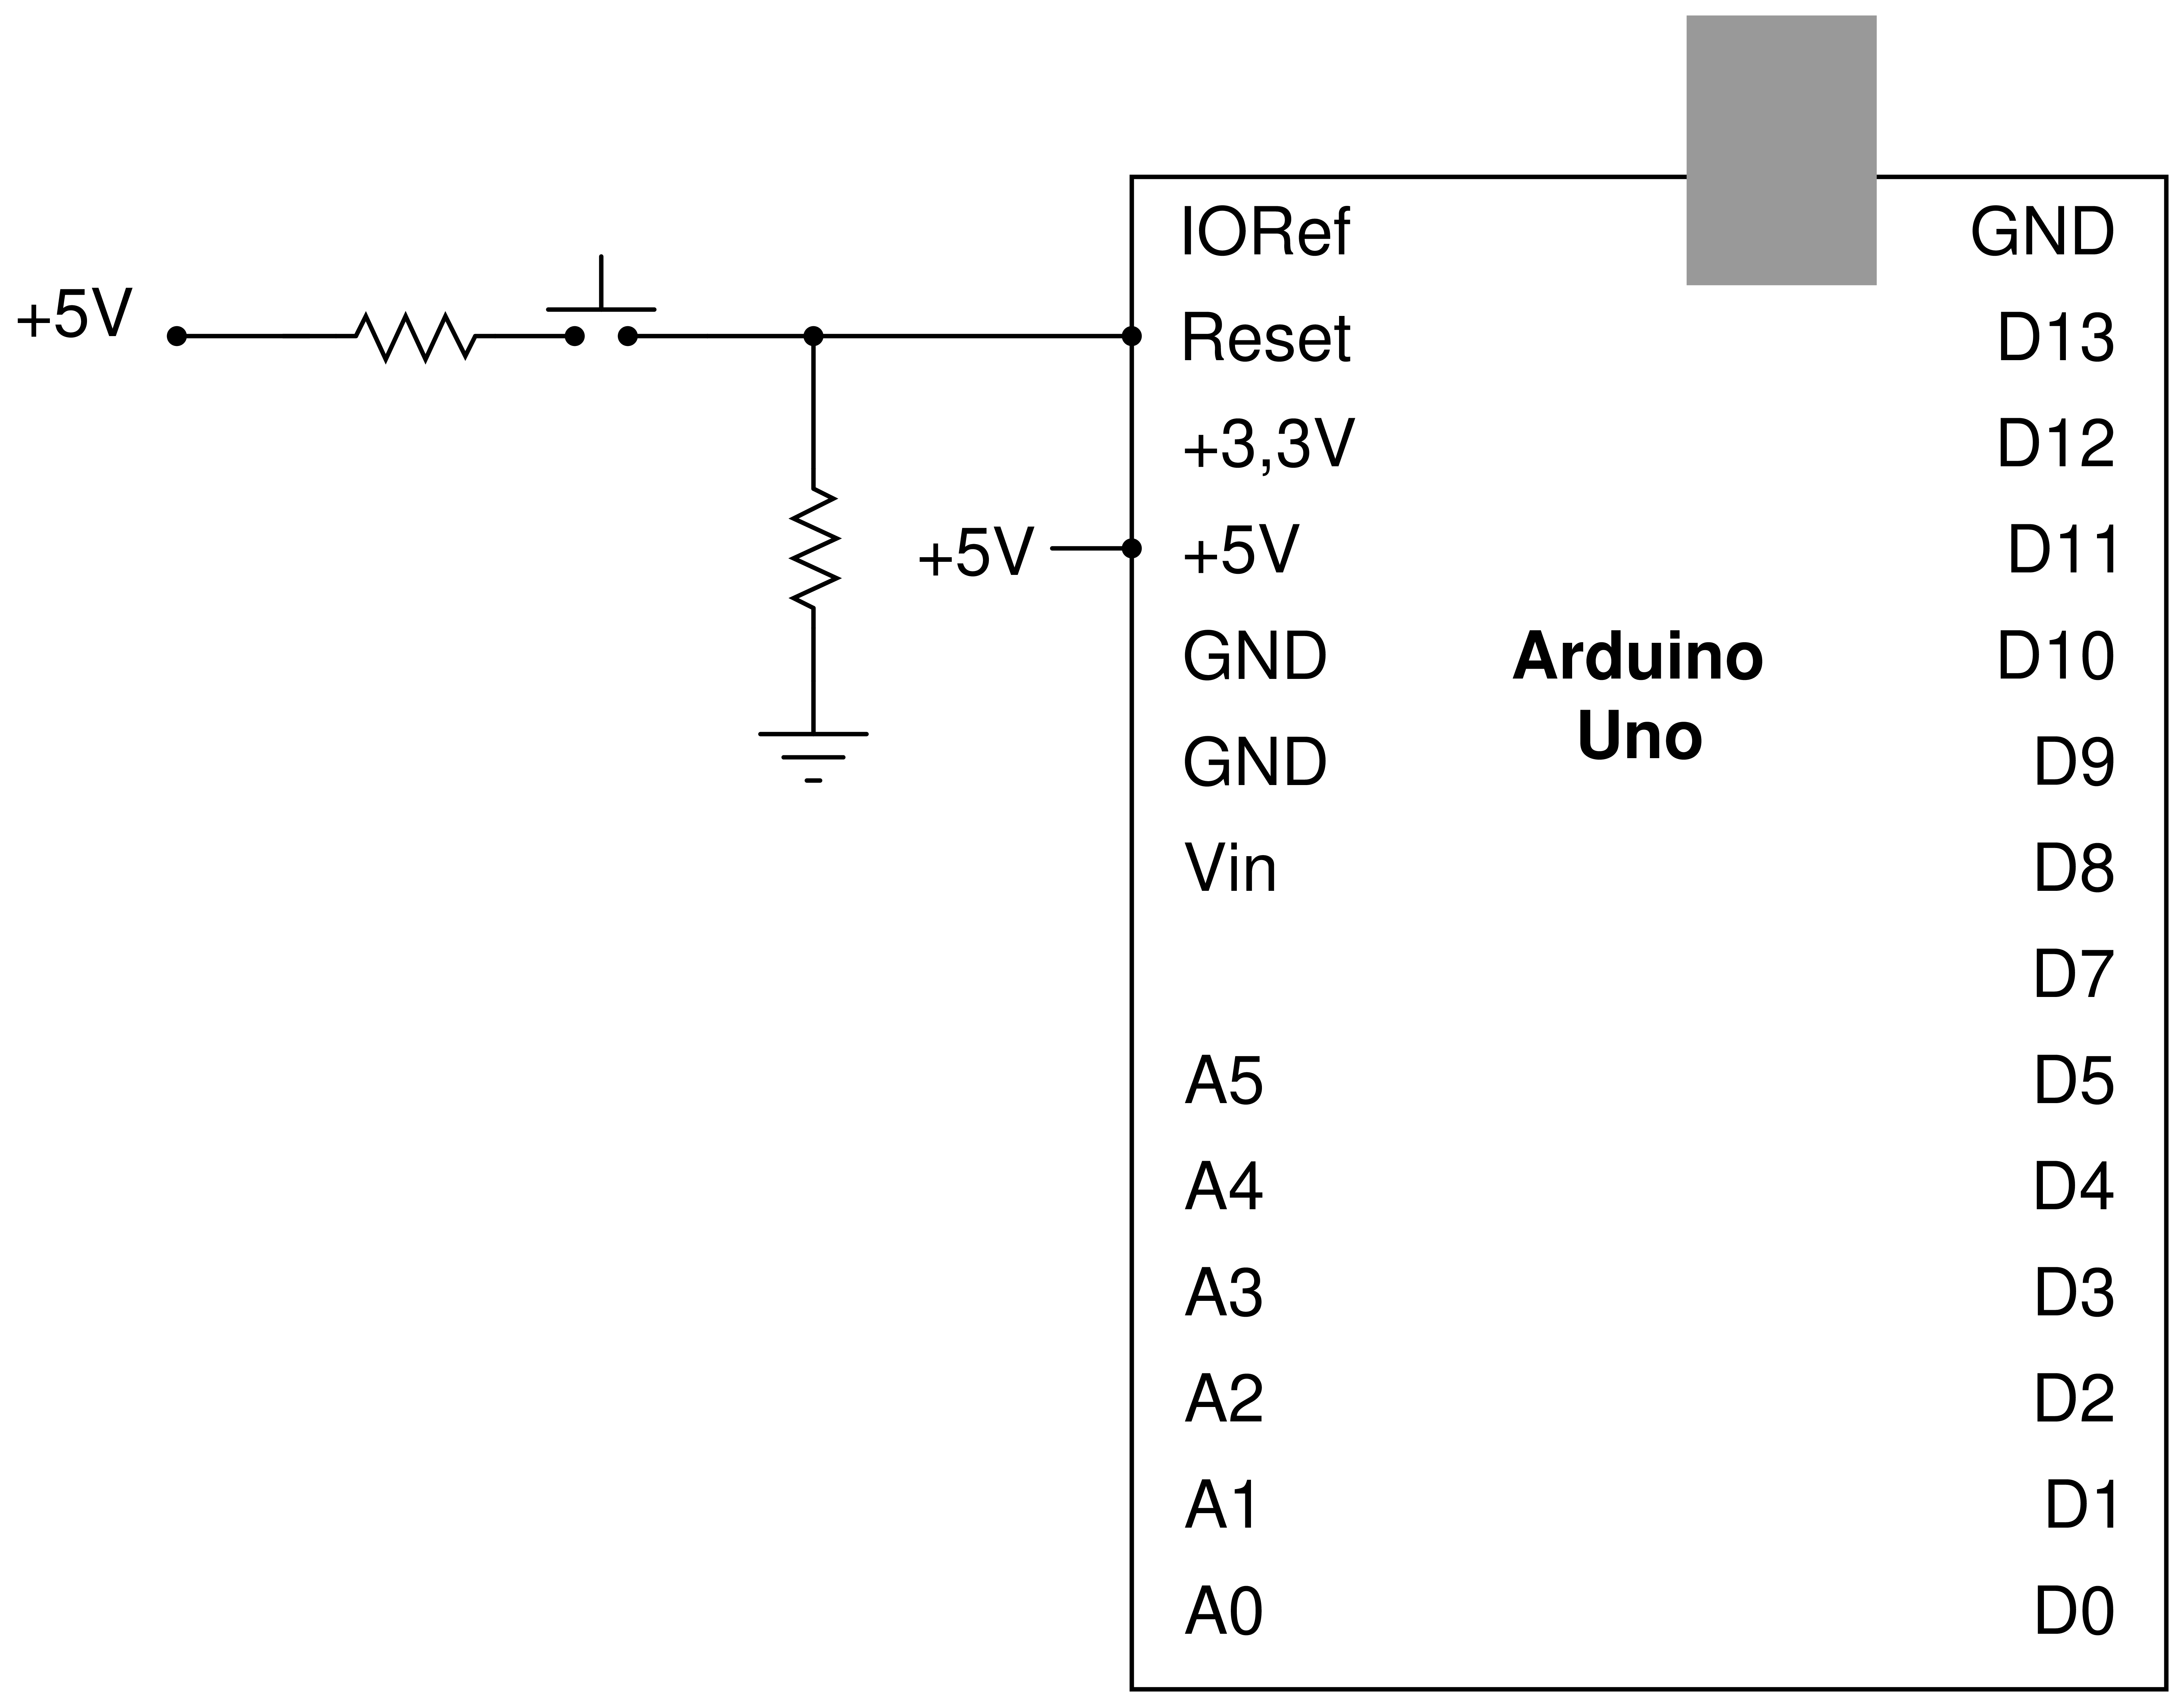 +5V
+5V
IORef
Reset
+3,3V
+5V
GND
GND
Vin
A5
A4
A3
A2
A1
A0
Arduino
Uno
GND
D13
D12
D11
D10
D9
D8
D7
D5
D4
D3
D2
D1
D0